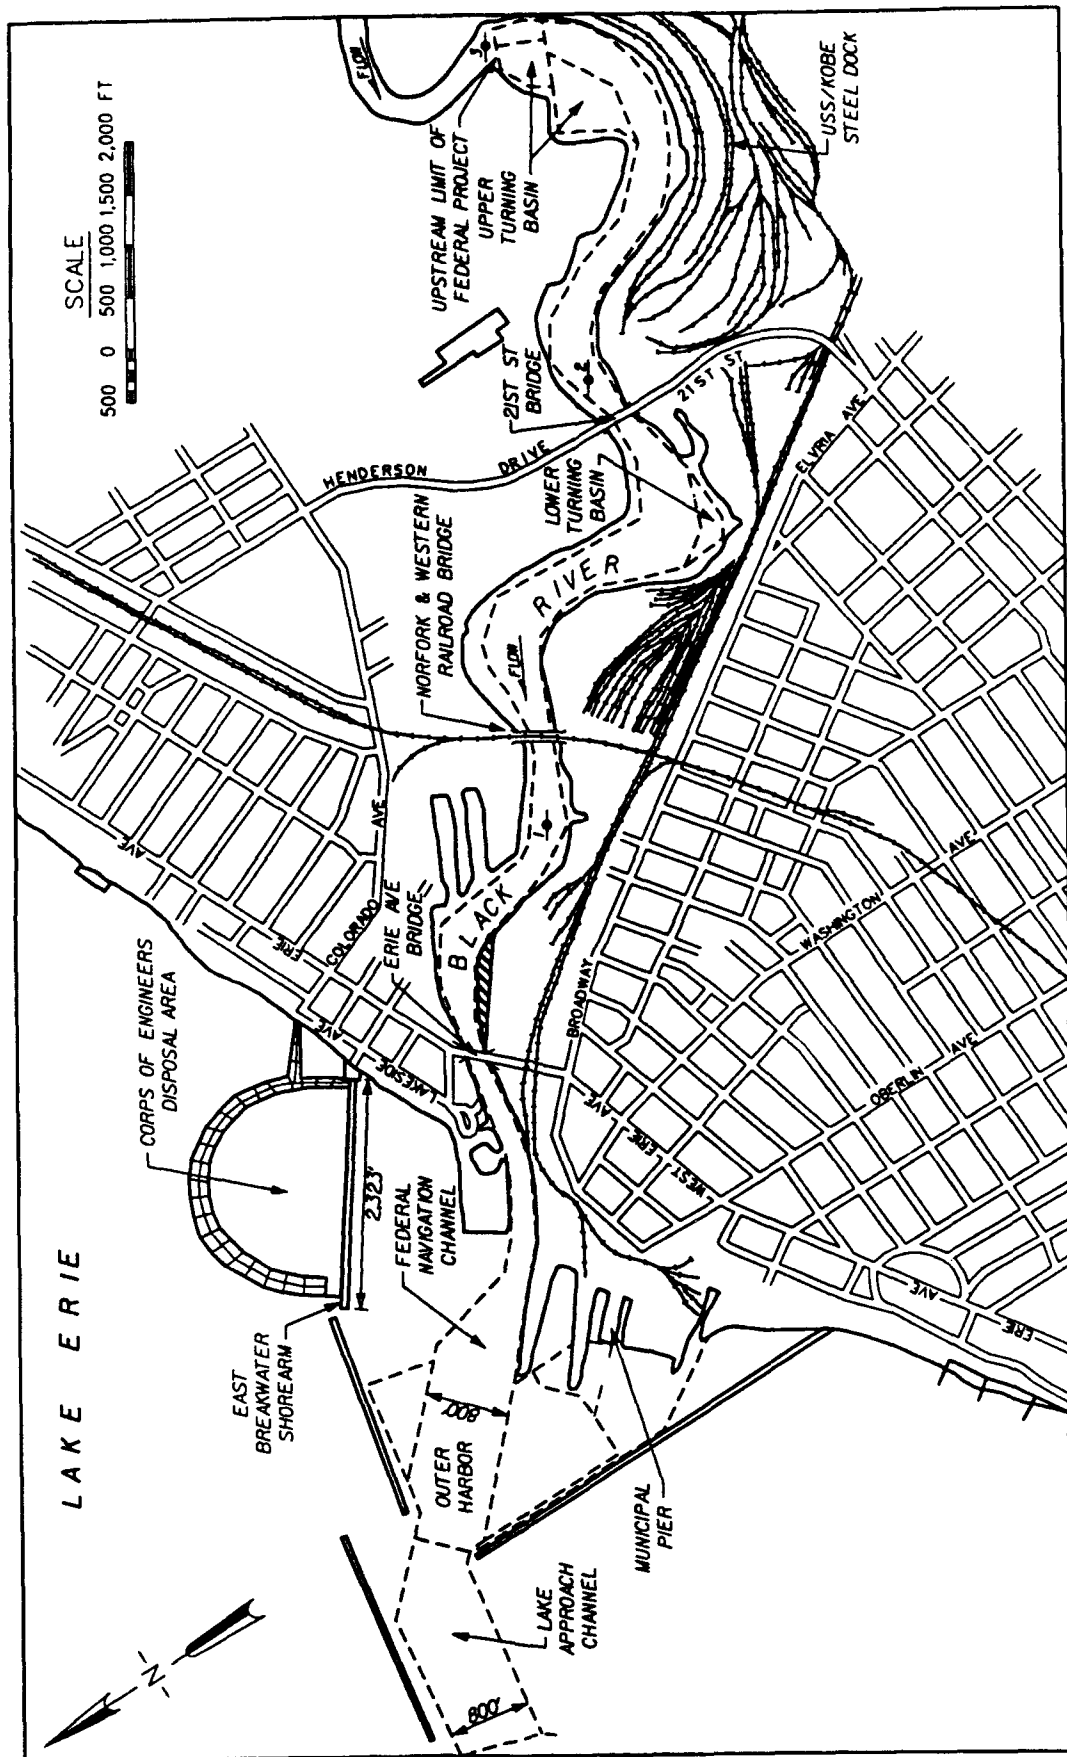 LAKE ERIE
SCALE
500 0 500 1,000 1,500 2,000 FT
CORPS OF ENGINEERS
DISPOSAL AREA
EAST
BREAKWATER
SHOREARM
2,323'
FEDERAL
NAVIGATION
CHANNEL
800'
OUTER
HARBOR
LAKE
APPROACH
CHANNEL
800'
N
MUNICIPAL
PIER
ERIE AVE
BRIDGE
NORFORK & WESTERN
RAILROAD BRIDGE
21ST ST
BRIDGE
LOWER
TURNING
BASIN
UPSTREAM LIMIT OF
FEDERAL PROJECT
UPPER
TURNING
BASIN
USS/KOBE
STEEL DOCK
FLOW
FLOW
BLACK
RIVER
1
2
3
HENDERSON
DRIVE
21ST ST
ELYRIA AVE
COLORADO
AVE
ERIE
AVE
LAKESIDE
AVE
BROADWAY
WASHINGTON
AVE
OBERLIN
AVE
WEST ERIE
AVE
ERIE
AVE